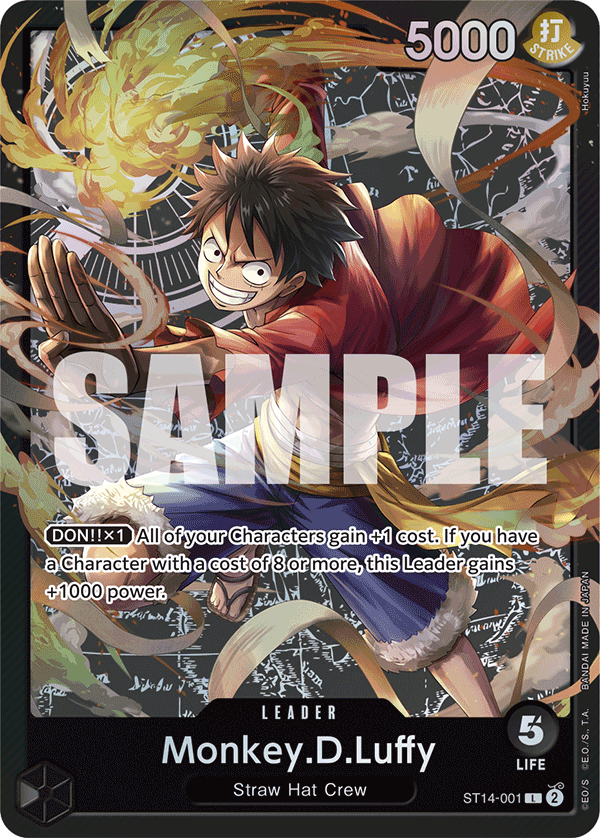 5000
打
STRIKE
Hokuyuu
SAMPLE
DON!!×1 All of your Characters gain +1 cost. If you have
a Character with a cost of 8 or more, this Leader gains
+1000 power.
LEADER
5
LIFE
Monkey.D.Luffy
Straw Hat Crew
ST14-001 L 2
©E.O/S ©E.O./S., T.A. BANDAI MADE IN JAPAN